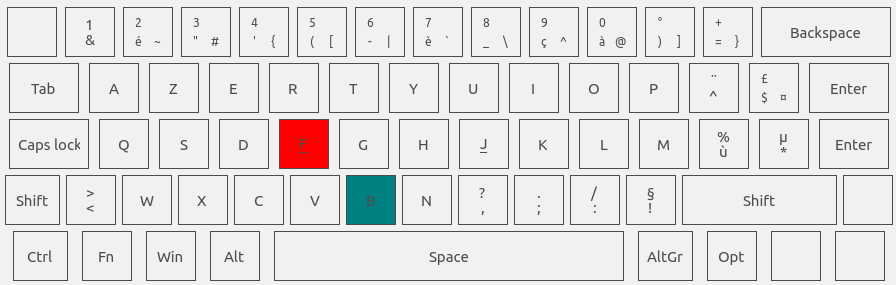 1 2 3 4 5 6 7 8 9 0 ° + Backspace
& é ~ " # ' { ( [ - | è ` _ \ ç ^ à @ ) ] = }
Tab A Z E R T Y U I O P ¨ £ Enter
^ $ ¤
Caps lock Q S D F G H J K L M % µ Enter
ù *
Shift > W X C V B N ? . / § Shift
< , ; : !
Ctrl Fn Win Alt Space AltGr Opt